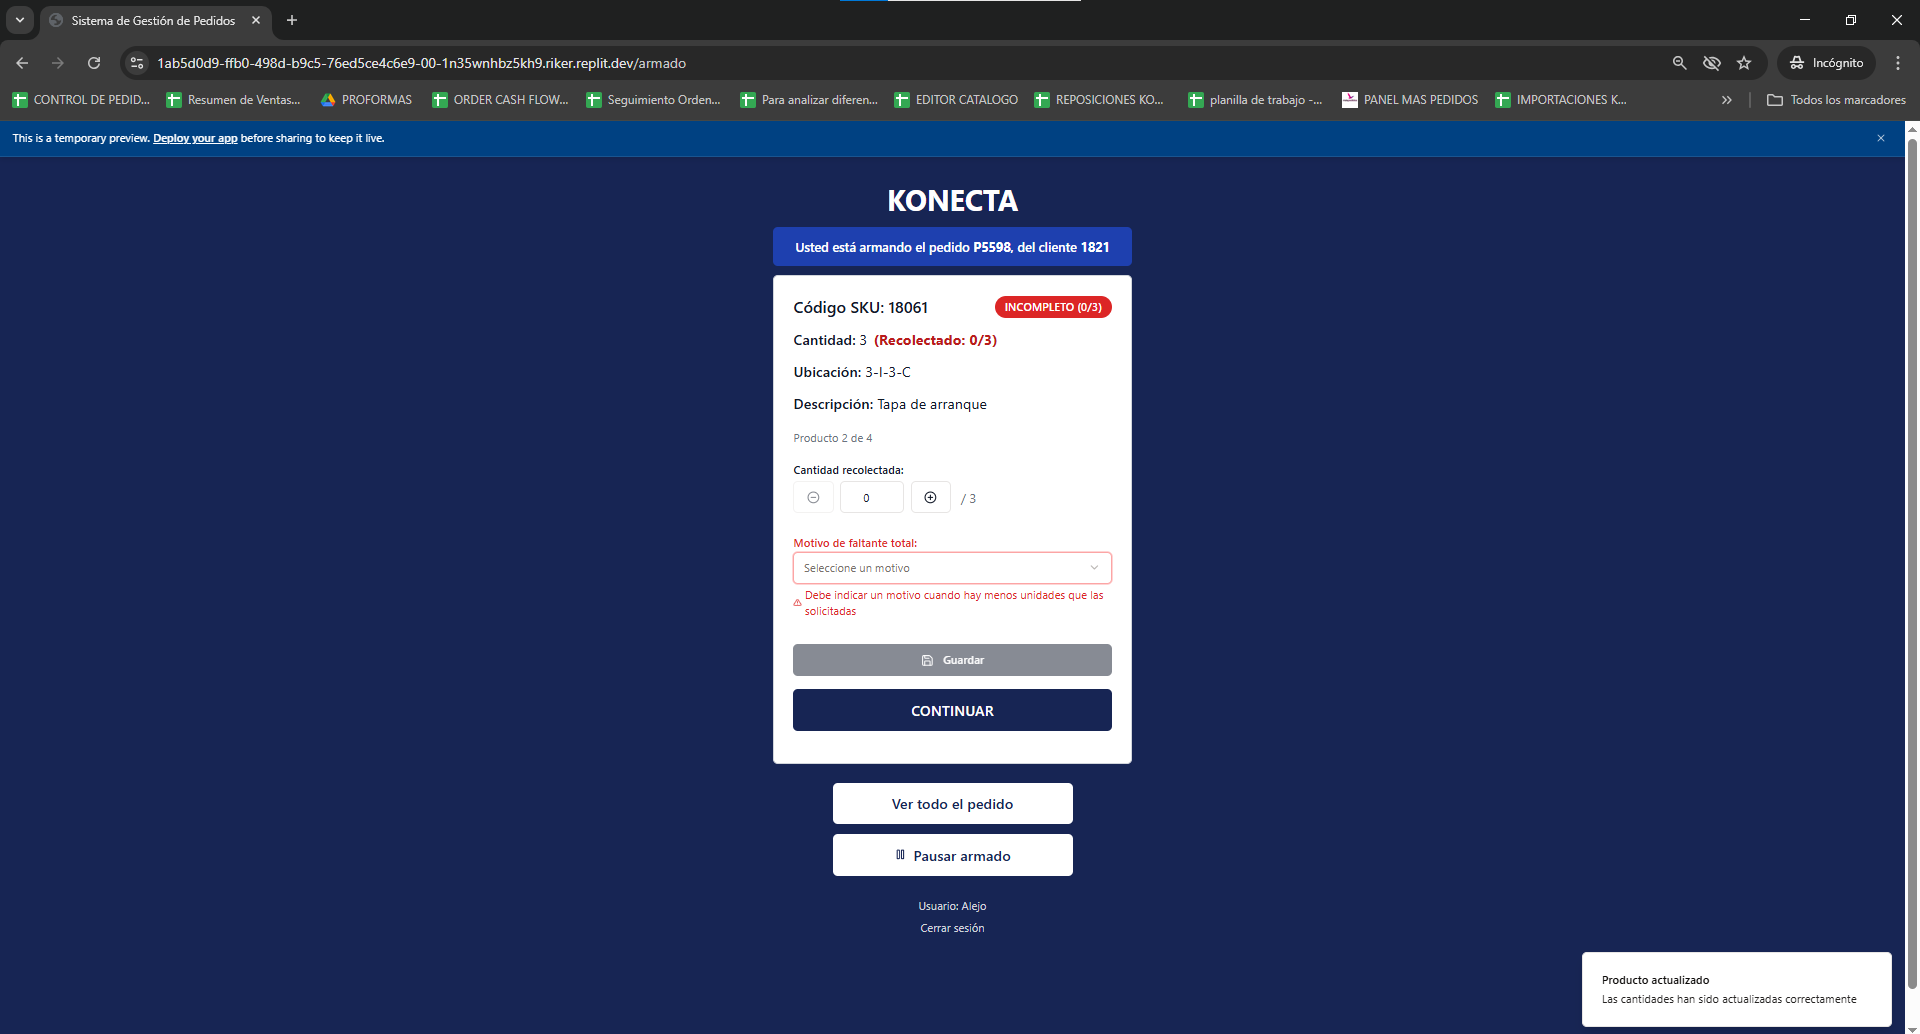 Sistema de Gestión de Pedidos
1ab5d0d9-ffb0-498d-b9c5-76ed5ce4c6e9-00-1n35wnhbz5kh9.riker.replit.dev/armado
Incógnito
CONTROL DE PEDID...
Resumen de Ventas...
PROFORMAS
ORDER CASH FLOW...
Seguimiento Orden...
Para analizar diferen...
EDITOR CATALOGO
REPOSICIONES KO...
planilla de trabajo -...
PANEL MAS PEDIDOS
IMPORTACIONES K...
Todos los marcadores
This is a temporary preview. Deploy your app before sharing to keep it live.
KONECTA
Usted está armando el pedido P5598, del cliente 1821
Código SKU: 18061
INCOMPLETO (0/3)
Cantidad: 3 (Recolectado: 0/3)
Ubicación: 3-I-3-C
Descripción: Tapa de arranque
Producto 2 de 4
Cantidad recolectada:
0
/ 3
Motivo de faltante total:
Seleccione un motivo
Debe indicar un motivo cuando hay menos unidades que las
solicitadas
Guardar
CONTINUAR
Ver todo el pedido
Pausar armado
Usuario: Alejo
Cerrar sesión
Producto actualizado
Las cantidades han sido actualizadas correctamente